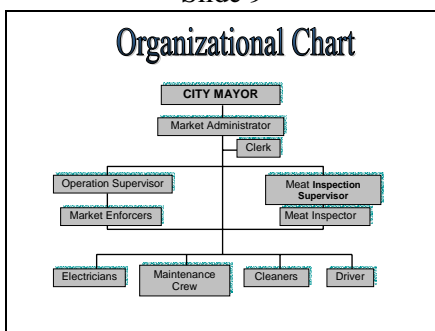 Slide 9
Organizational Chart
CITY MAYOR
Market Administrator
Clerk
Operation Supervisor
Meat Inspection
Supervisor
Market Enforcers
Meat Inspector
Electricians
Maintenance
Crew
Cleaners
Driver